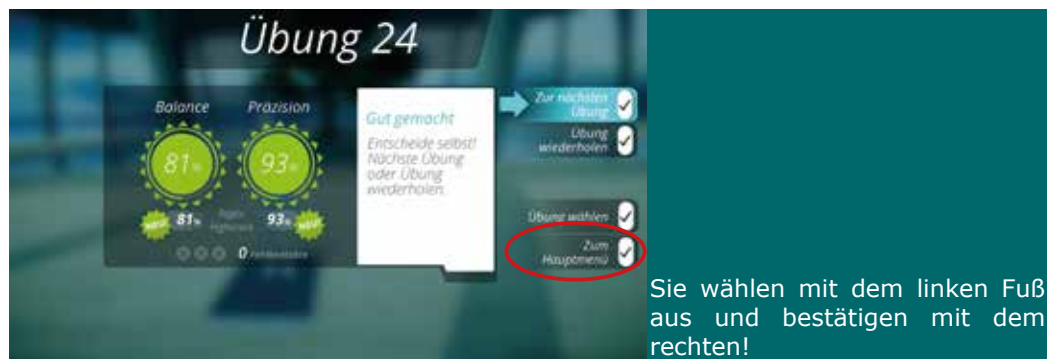 Übung 24
Balance Präzision
81% 93%
Gut gemacht
Entscheide selbst!
Nächste Übung
oder Übung
wiederholen.
NEU! 81% 93% NEU!
0
Zur nächsten
Übung
Übung
wiederholen
Übung wählen
Zum
Hauptmenü
Sie wählen mit dem linken Fuß
aus und bestätigen mit dem
rechten!